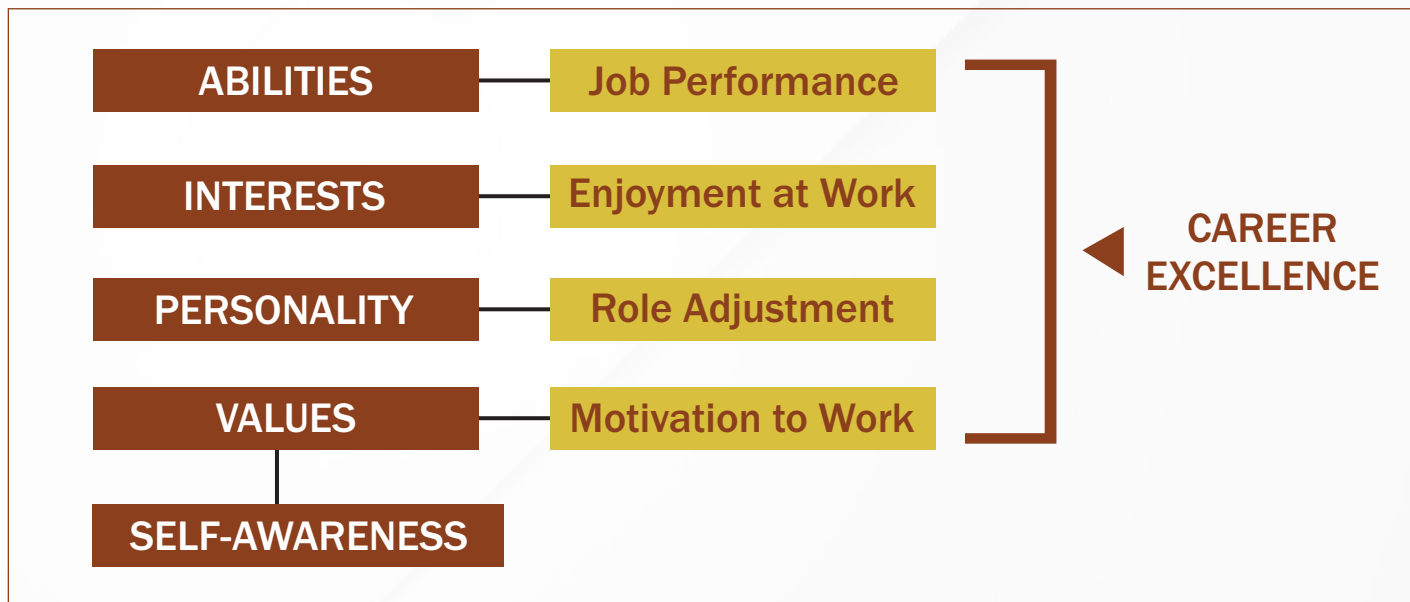 ABILITIES
Job Performance
INTERESTS
Enjoyment at Work
PERSONALITY
Role Adjustment
VALUES
Motivation to Work
SELF-AWARENESS
CAREER
EXCELLENCE